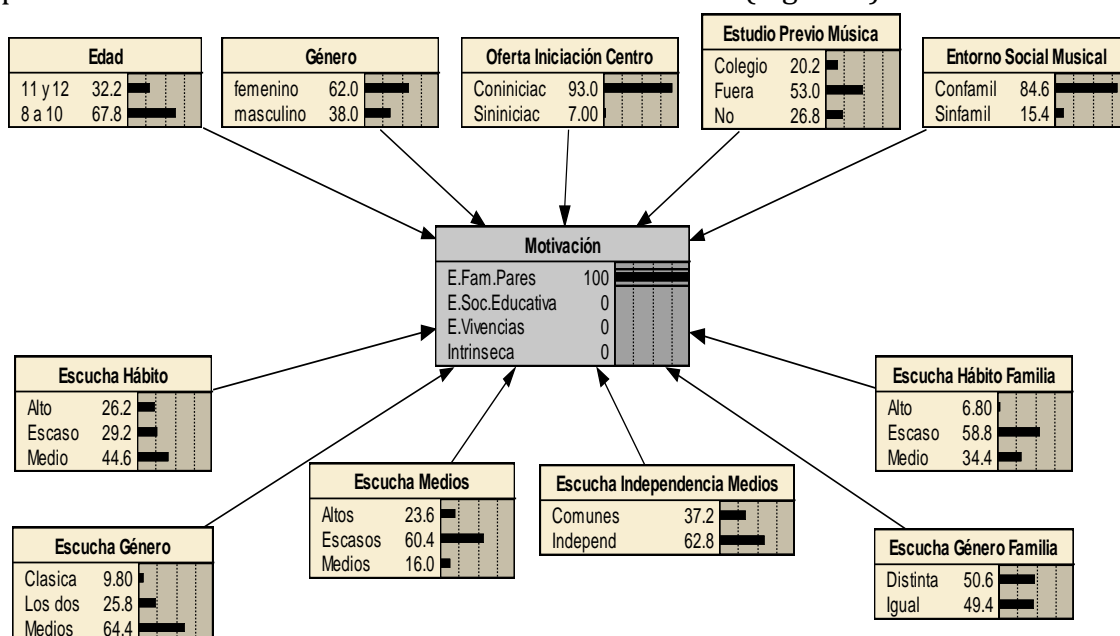 Edad
11 y 12 32.2
8 a 10 67.8
Género
femenino 62.0
masculino 38.0
Oferta Iniciación Centro
Coniniciac 93.0
Sininiciac 7.00
Estudio Previo Música
Colegio 20.2
Fuera 53.0
No 26.8
Entorno Social Musical
Confamil 84.6
Sinfamil 15.4
Motivación
E.Fam.Pares 100
E.Soc.Educativa 0
E.Vivencias 0
Intrinseca 0
Escucha Hábito
Alto 26.2
Escaso 29.2
Medio 44.6
Escucha Hábito Familia
Alto 6.80
Escaso 58.8
Medio 34.4
Escucha Medios
Altos 23.6
Escasos 60.4
Medios 16.0
Escucha Independencia Medios
Comunes 37.2
Independ 62.8
Escucha Género
Clasica 9.80
Los dos 25.8
Medios 64.4
Escucha Género Familia
Distinta 50.6
Igual 49.4